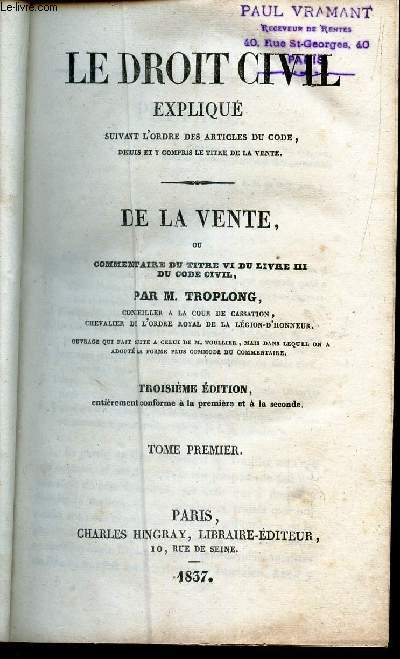 www.le-livre.com
PAUL VRAMANT
RECEVEUR DE RENTES
40, Rue St-Georges, 40
PARIS
LE DROIT CIVIL
EXPLIQUÉ
SUIVANT L'ORDRE DES ARTICLES DU CODE,
DEPUIS ET Y COMPRIS LE TITRE DE LA VENTE.
DE LA VENTE,
OU
COMMENTAIRE DU TITRE VI DU LIVRE III
DU CODE CIVIL,
PAR M. TROPLONG,
CONSEILLER A LA COUR DE CASSATION,
CHEVALIER DE L'ORDRE ROYAL DE LA LÉGION-D'HONNEUR.
OUVRAGE QUI FAIT SUITE A CELUI DE M. TOULLIER, MAIS DANS LEQUEL ON A
ADOPTÉ LA FORME PLUS COMMODE DU COMMENTAIRE.
TROISIÈME ÉDITION,
entièrement conforme à la première et à la seconde.
TOME PREMIER.
PARIS,
CHARLES HINGRAY, LIBRAIRE-ÉDITEUR,
10, RUE DE SEINE.
1837.